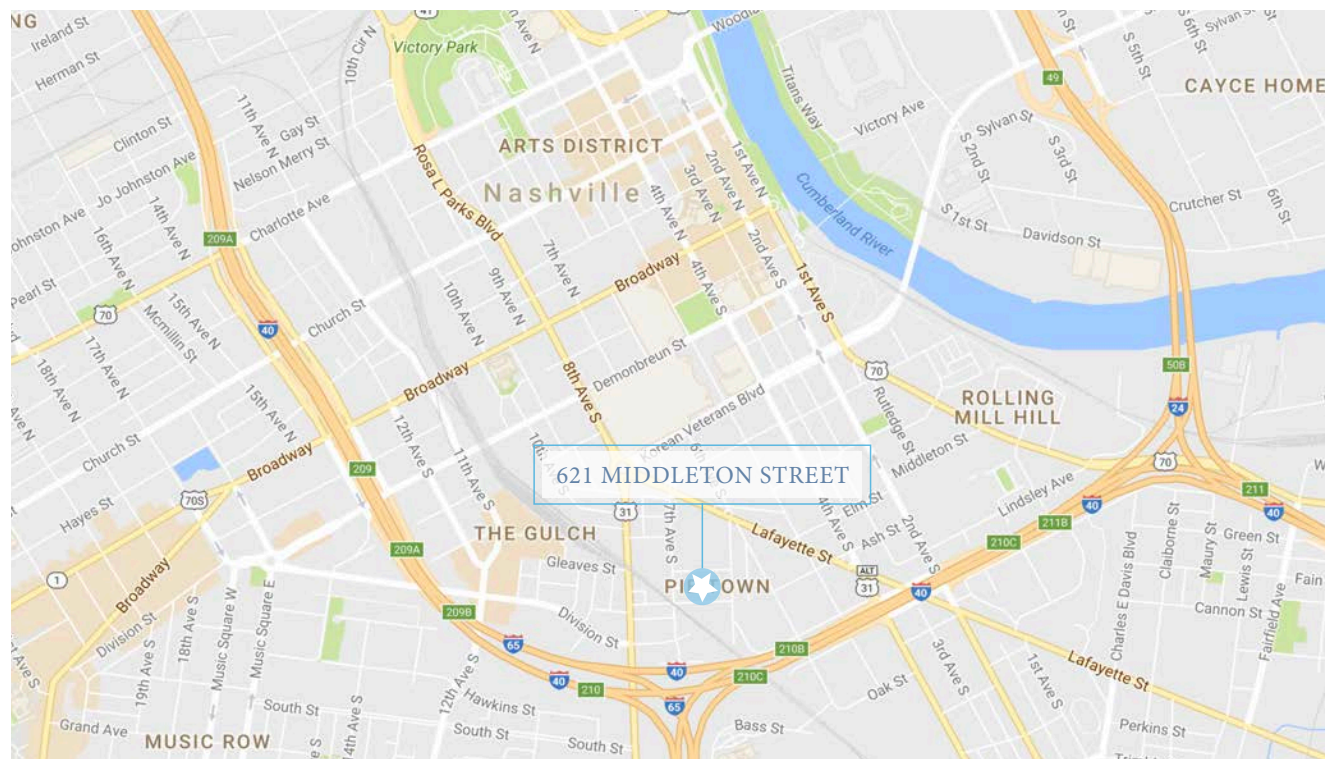 NG
Ireland St
Herman St
41
10th Cir N
Victory Park
7th Ave N
Woodla
Titans Way
Victory Ave
49
S 5th St
S 6th St
Sylvan St
CAYCE HOME
Clinton St
11th Ave N
Gay St
Nelson Merry St
Jo Johnston Ave
ohnston Ave
14th Ave N
16th Ave N
209A
Charlotte Ave
Rosa L Parks Blvd
ARTS DISTRICT
Nashville
4th Ave N
3rd Ave N
2nd Ave N
1st Ave N
Cumberland River
S 2nd St
Sylvan St
S 3rd St
S 1st St
Davidson St
Crutcher St
6th St
Pearl St
70
15th Ave N
Mcmillin St
17th Ave N
18th Ave N
40
Church St
10th Ave N
9th Ave N
7th Ave N
Broadway
4th Ave S
2nd Ave S
1st Ave S
Demonbreun St
8th Ave S
Broadway
15th Ave N
Church St
12th Ave S
Korean Veterans Blvd
70
Rutledge St
ROLLING
MILL HILL
50B
24
Broadway
70S
209
11th Ave S
Hayes St
621 MIDDLETON STREET
Middleton St
Elm St
Lindsley Ave
70
211
40
THE GULCH
209A
31
7th Ave S
Lafayette St
4th Ave S
Ash St
2nd Ave S
210C
211B
40
Green St
1
Broadway
Division St
18th Ave S
Music Square W
Music Square E
209B
Gleaves St
Division St
ALT
31
40
Charles E Davis Blvd
Claiborne St
Maury St
Lewis St
Cannon St
Fairfield Ave
Fain
19th Ave S
65
40
210
40
210B
210C
65
Oak St
3rd Ave S
1st Ave S
Lafayette St
Grand Ave
MUSIC ROW
South St
14th Ave S
12th Ave S
Hawkins St
South St
South St
Bass St
Perkins St